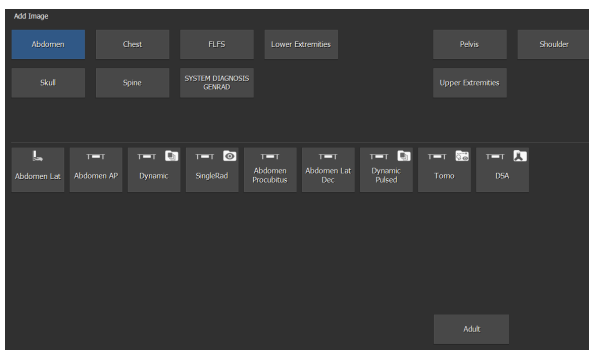 Add Image
Abdomen
Chest
FLFS
Lower Extremities
Pelvis
Shoulder
Skull
Spine
SYSTEM DIAGNOSIS
GENRAD
Upper Extremities
Abdomen Lat
Abdomen AP
Dynamic
SingleRad
Abdomen
Procubitus
Abdomen Lat
Dec
Dynamic
Pulsed
Tomo
DSA
Adult